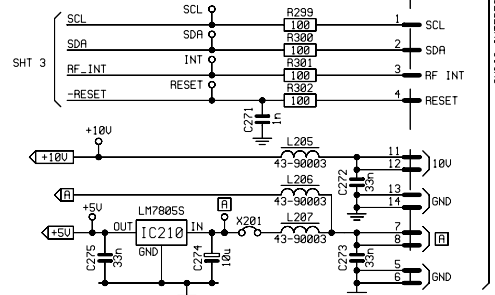 SCL
SCL R299 100 1 SCL
SDA
SDA R300 100 2 SDA
SHT 3
INT
RF_INT R301 100 3 RF INT
RESET
-RESET R302 100 4 RESET
C271 1n
+10V
+10V L205 43-90003 11 12 10V
C272 33n
A L206 43-90003 13 14 GND
+5V LM7805S A
+5V OUT IC210 IN X201 L207 43-90003 7 8 A
GND
C275 33n C274 10u C273 33n
5 6 GND